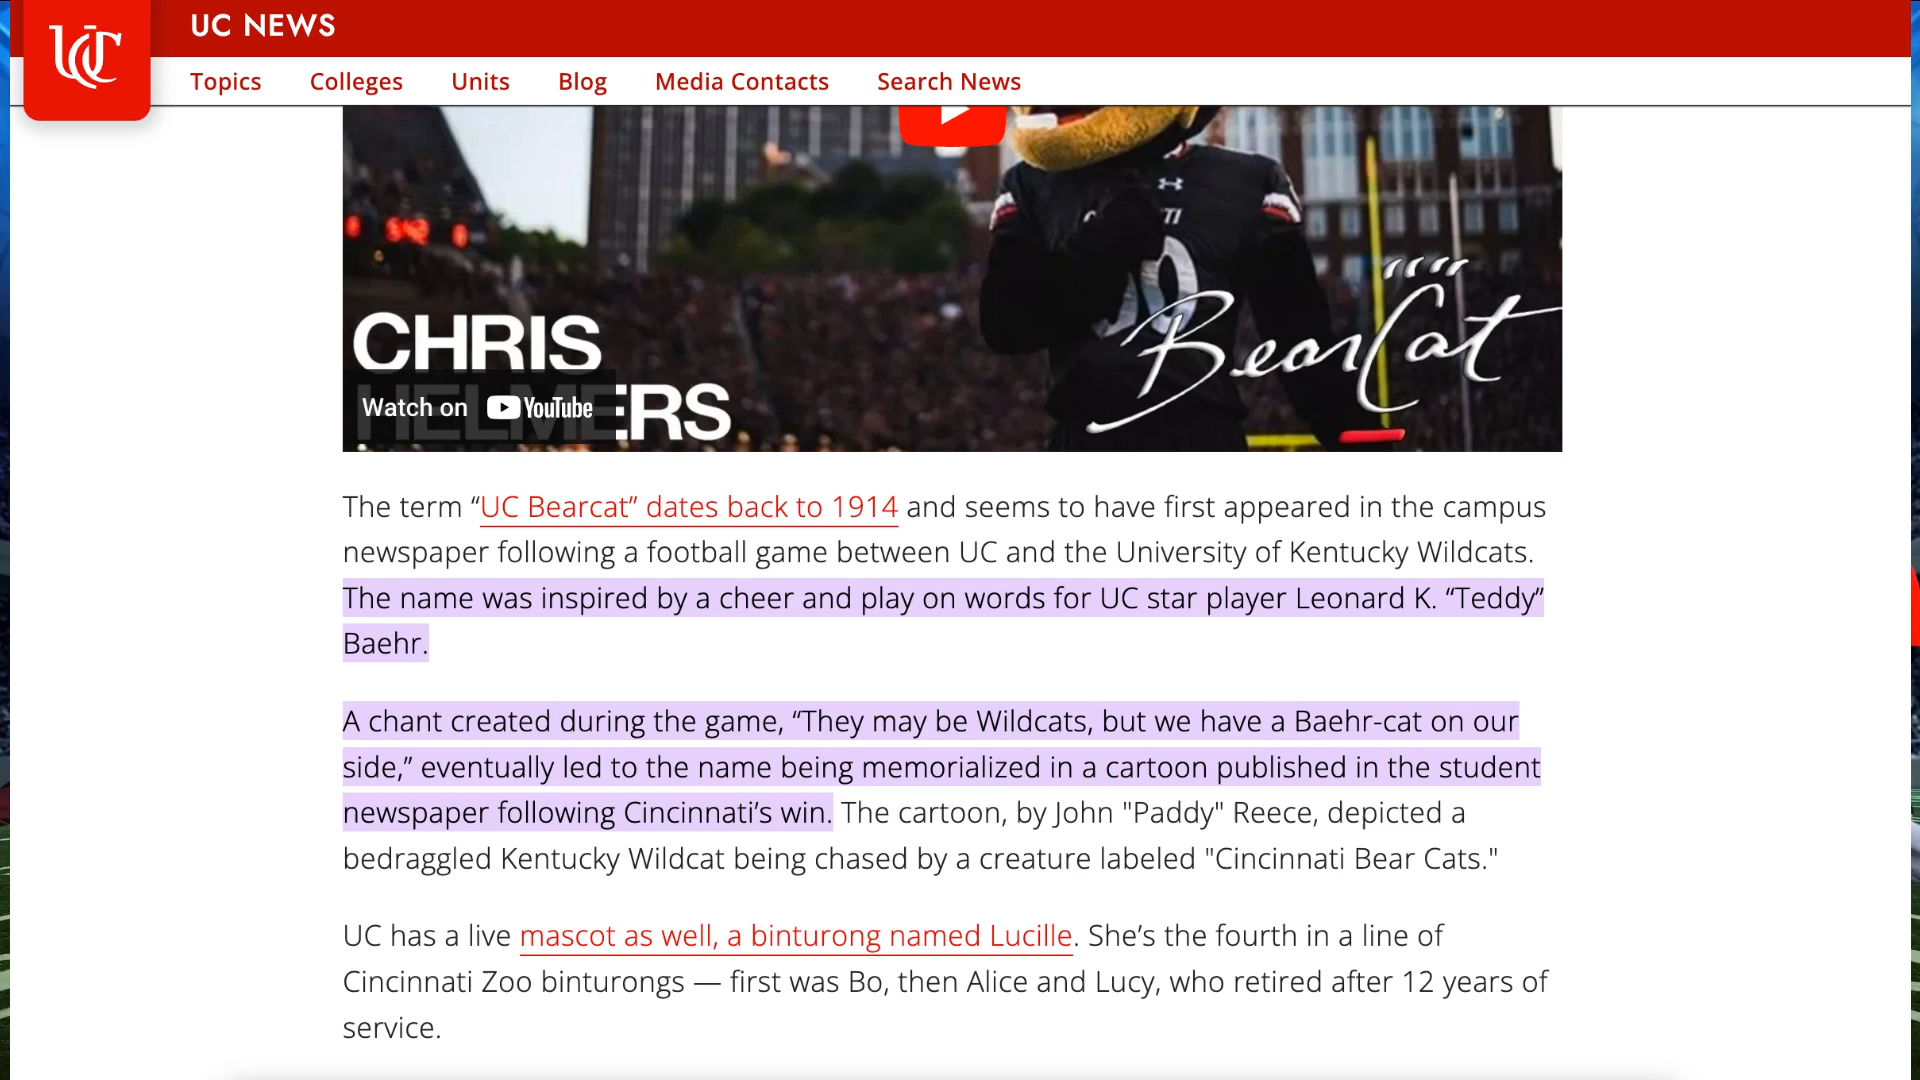 UC NEWS
UC
Topics Colleges Units Blog Media Contacts Search News
CHRIS
HELMERS
Watch on YouTube
BearCat
The term “UC Bearcat” dates back to 1914 and seems to have first appeared in the campus
newspaper following a football game between UC and the University of Kentucky Wildcats.
The name was inspired by a cheer and play on words for UC star player Leonard K. “Teddy”
Baehr.
A chant created during the game, “They may be Wildcats, but we have a Baehr-cat on our
side,” eventually led to the name being memorialized in a cartoon published in the student
newspaper following Cincinnati’s win. The cartoon, by John "Paddy" Reece, depicted a
bedraggled Kentucky Wildcat being chased by a creature labeled "Cincinnati Bear Cats."
UC has a live mascot as well, a binturong named Lucille. She’s the fourth in a line of
Cincinnati Zoo binturongs — first was Bo, then Alice and Lucy, who retired after 12 years of
service.